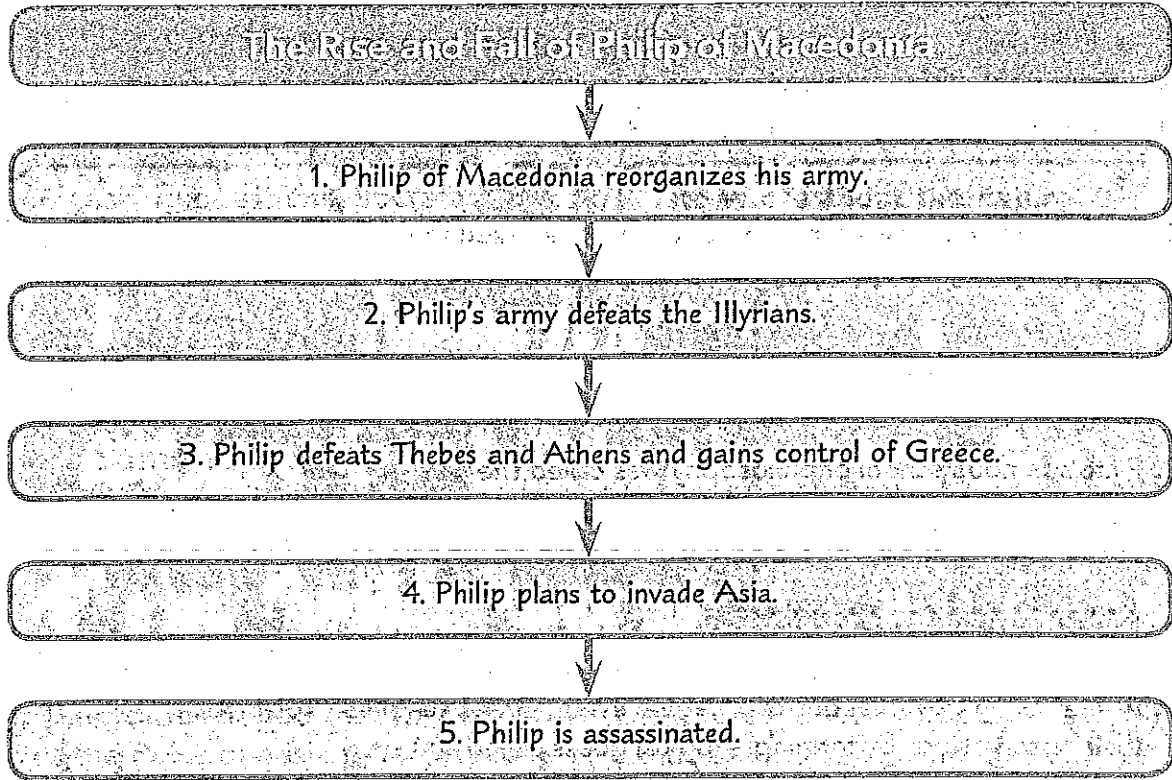 The Rise and Fall of Philip of Macedonia
1. Philip of Macedonia reorganizes his army.
2. Philip's army defeats the Illyrians.
3. Philip defeats Thebes and Athens and gains control of Greece.
4. Philip plans to invade Asia.
5. Philip is assassinated.